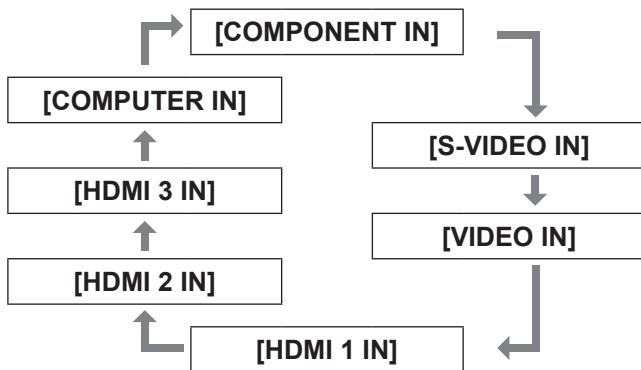 [COMPONENT IN]
[COMPUTER IN]
[S-VIDEO IN]
[HDMI 3 IN]
[VIDEO IN]
[HDMI 2 IN]
[HDMI 1 IN]